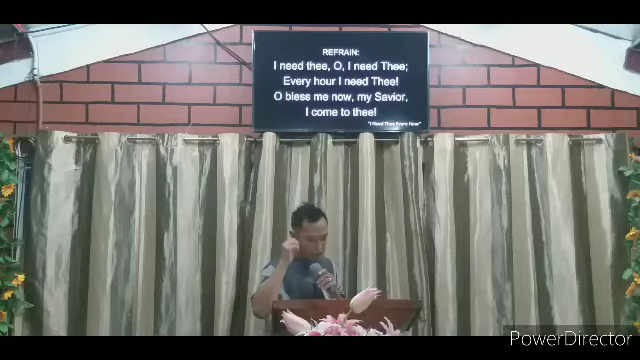 REFRAIN:
I need thee, O, I need Thee;
Every hour I need Thee!
O bless me now, my Savior,
I come to thee!
"I Need Thee Every Hour"
PowerDirector